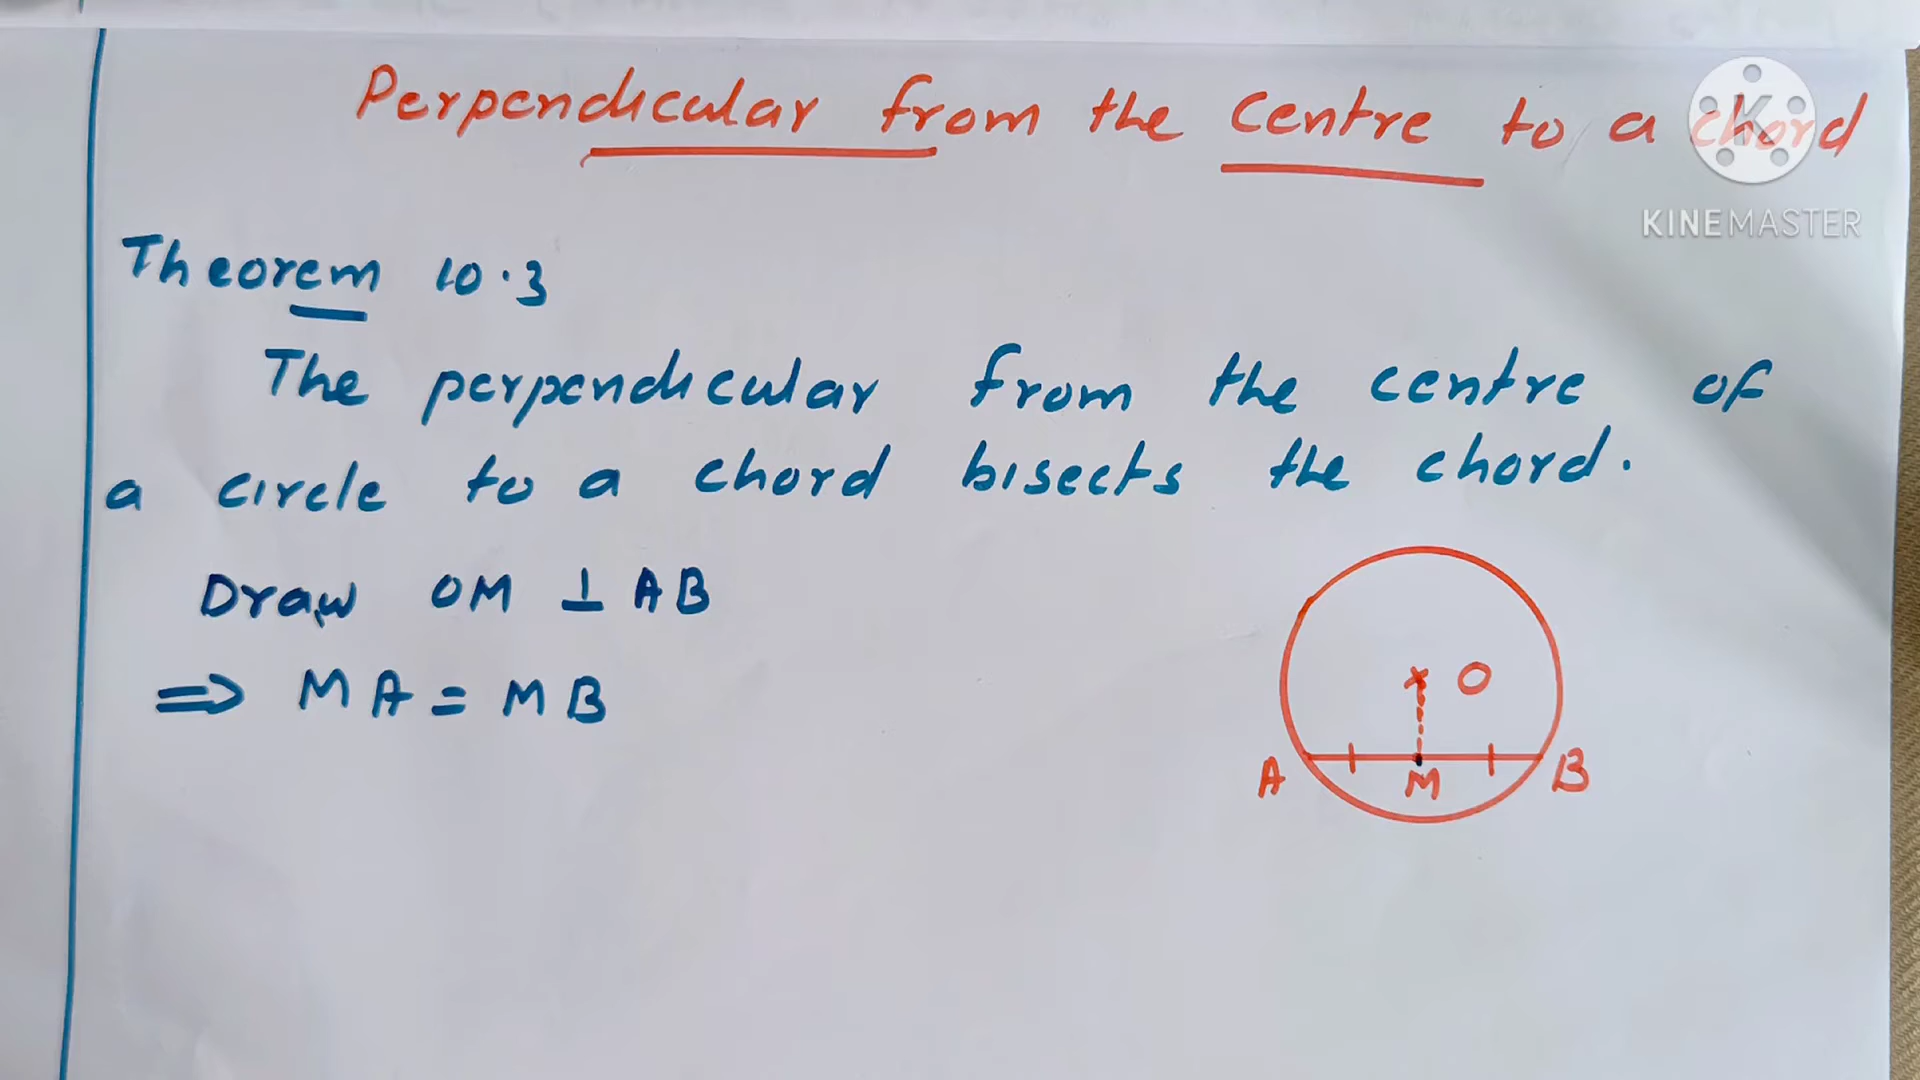 Perpendicular from the centre to a chord
KINEMASTER
Theorem 10.3
The perpendicular from the centre of
a circle to a chord bisects the chord.
Draw OM ⊥ AB
⇒ MA = MB
O
A M B